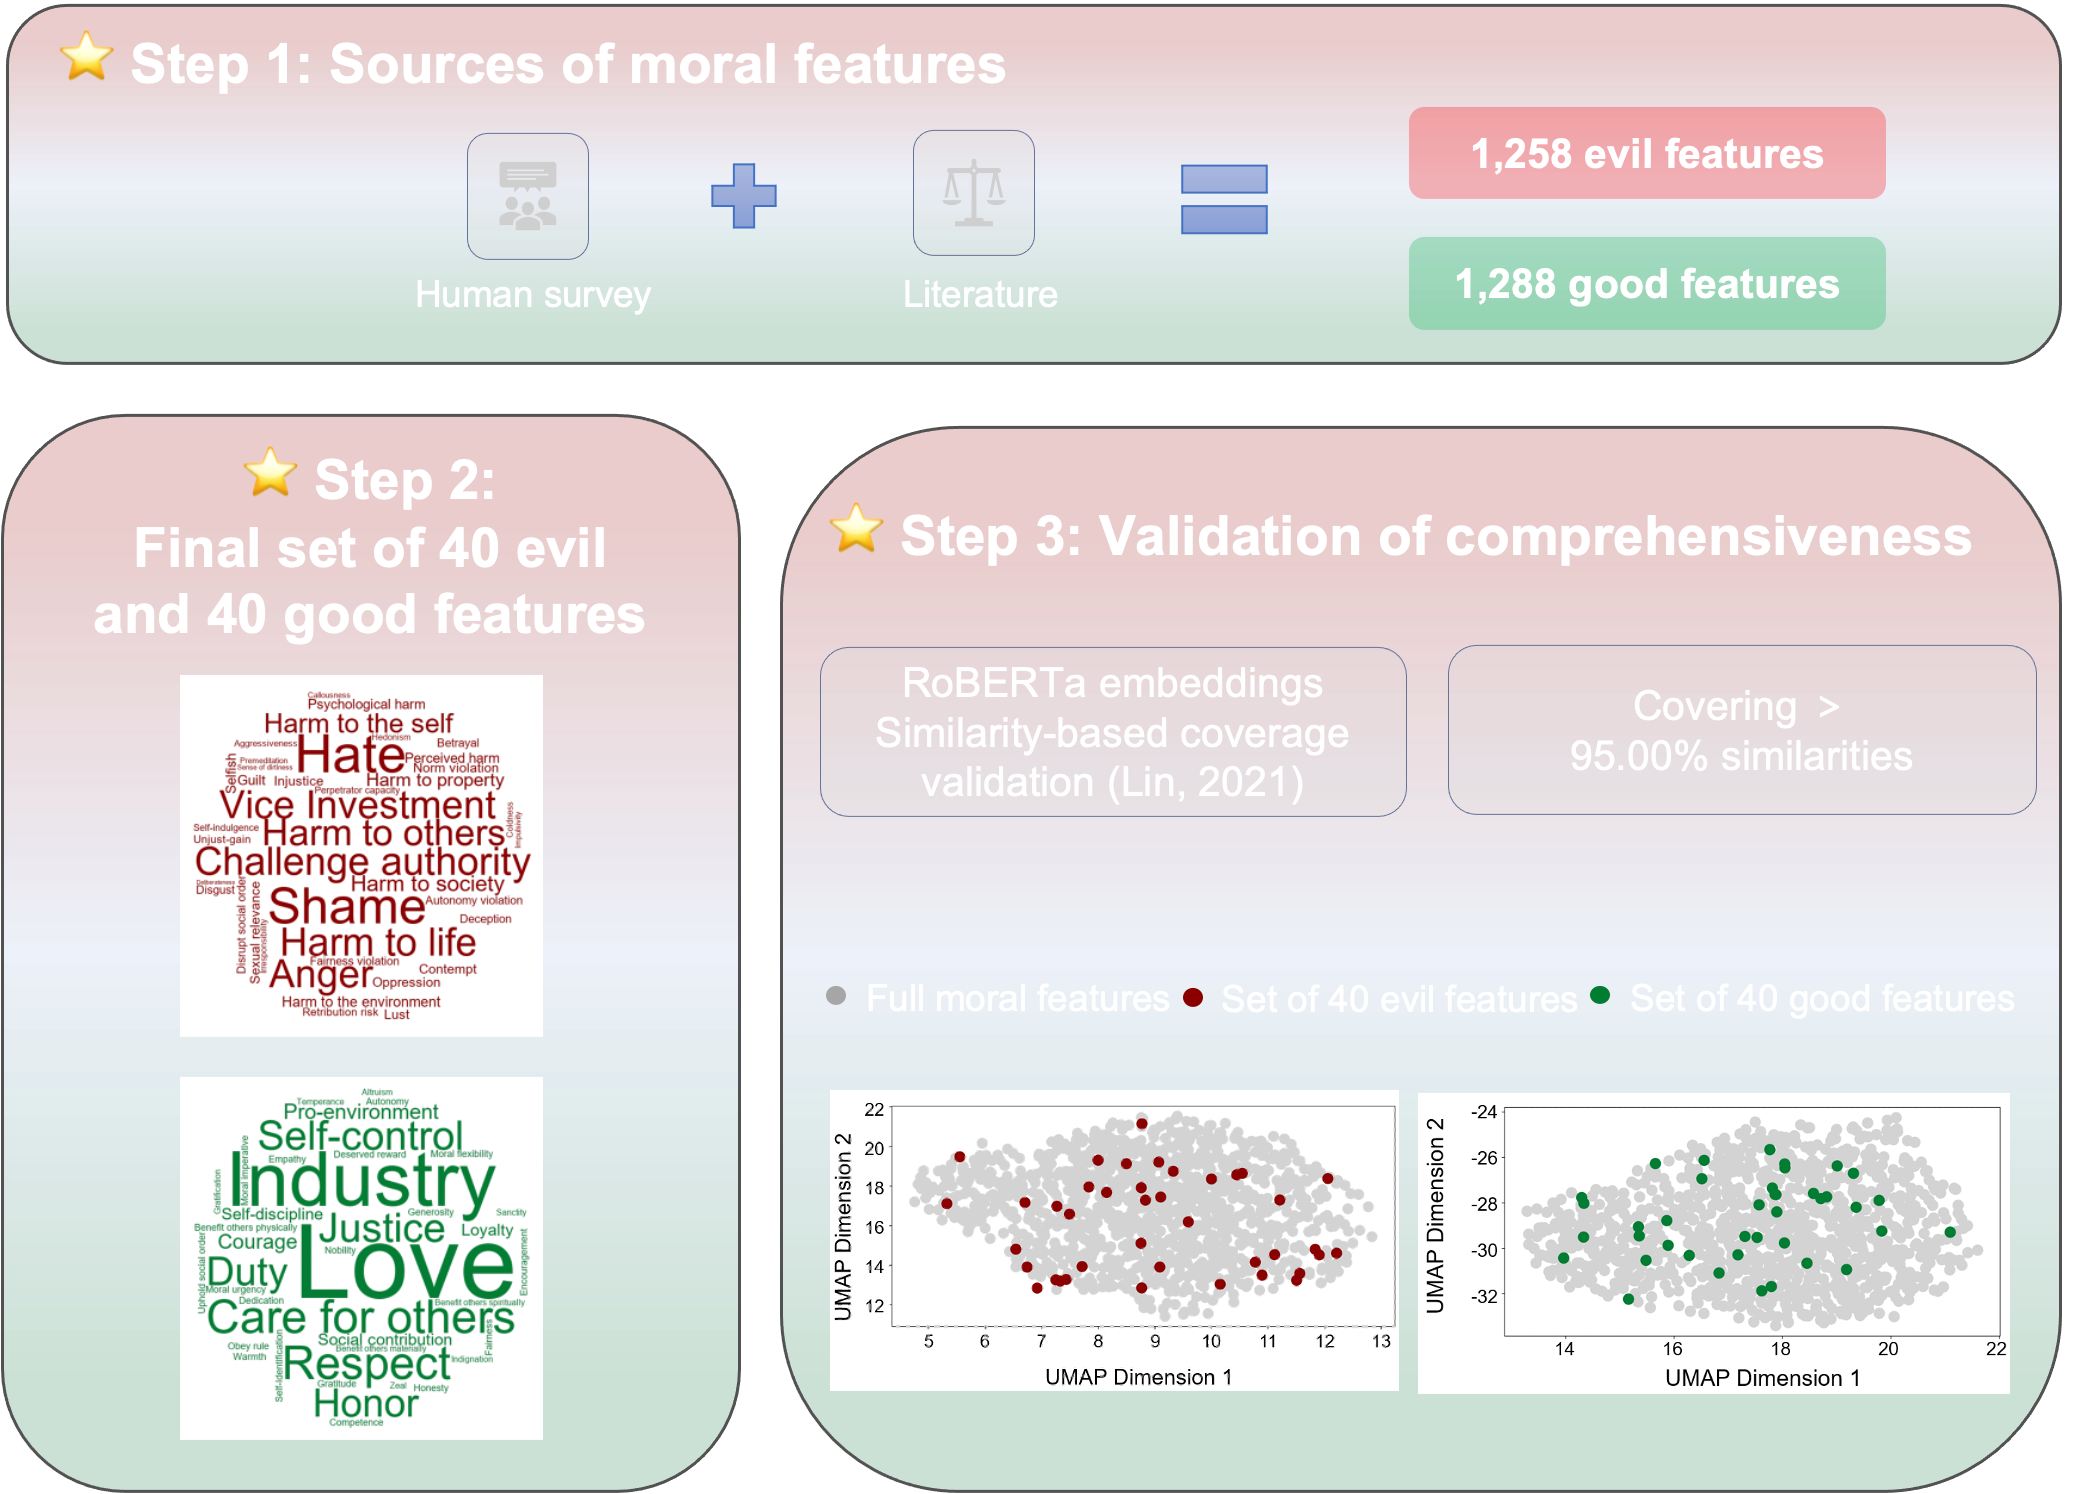 Step 1: Sources of moral features
Human survey
Literature
1,258 evil features
1,288 good features
Step 2:
Final set of 40 evil
and 40 good features
Callousness
Psychological harm
Harm to the self
Hedonism
Aggressiveness
Hate
Betrayal
Perceived harm
Premeditation
Sense of dirtiness
Norm violation
Selfish
Guilt
Injustice
Harm to property
Perpetrator capacity
Vice Investment
Coldness
Impulsivity
Self-indulgence
Harm to others
Unjust-gain
Challenge authority
Deliberateness
Disgust
Harm to society
Disrupt social order
Sexual relevance
Irresponsibility
Shame
Autonomy violation
Deception
Harm to life
Fairness violation
Anger
Contempt
Oppression
Harm to the environment
Retribution risk
Lust
Altruism
Temperance
Autonomy
Pro-environment
Self-control
Moral imperative
Empathy
Deserved reward
Moral flexibility
Gratification
Industry
Self-discipline
Generosity
Sanctity
Benefit others physically
Justice
Loyalty
Courage
Nobility
Love
Encouragement
Uphold social order
Duty
Moral urgency
Dedication
Benefit others spiritually
Care for others
Social contribution
Fairness
Obey rule
Benefit others materially
Warmth
Self-identification
Respect
Indignation
Gratitude
Zeal
Honesty
Honor
Competence
Step 3: Validation of comprehensiveness
RoBERTa embeddings
Similarity-based coverage
validation (Lin, 2021)
Covering >
95.00% similarities
Full moral features
Set of 40 evil features
Set of 40 good features
UMAP Dimension 2
22
20
18
16
14
12
5 6 7 8 9 10 11 12 13
UMAP Dimension 1
UMAP Dimension 2
-24
-26
-28
-30
-32
14 16 18 20 22
UMAP Dimension 1